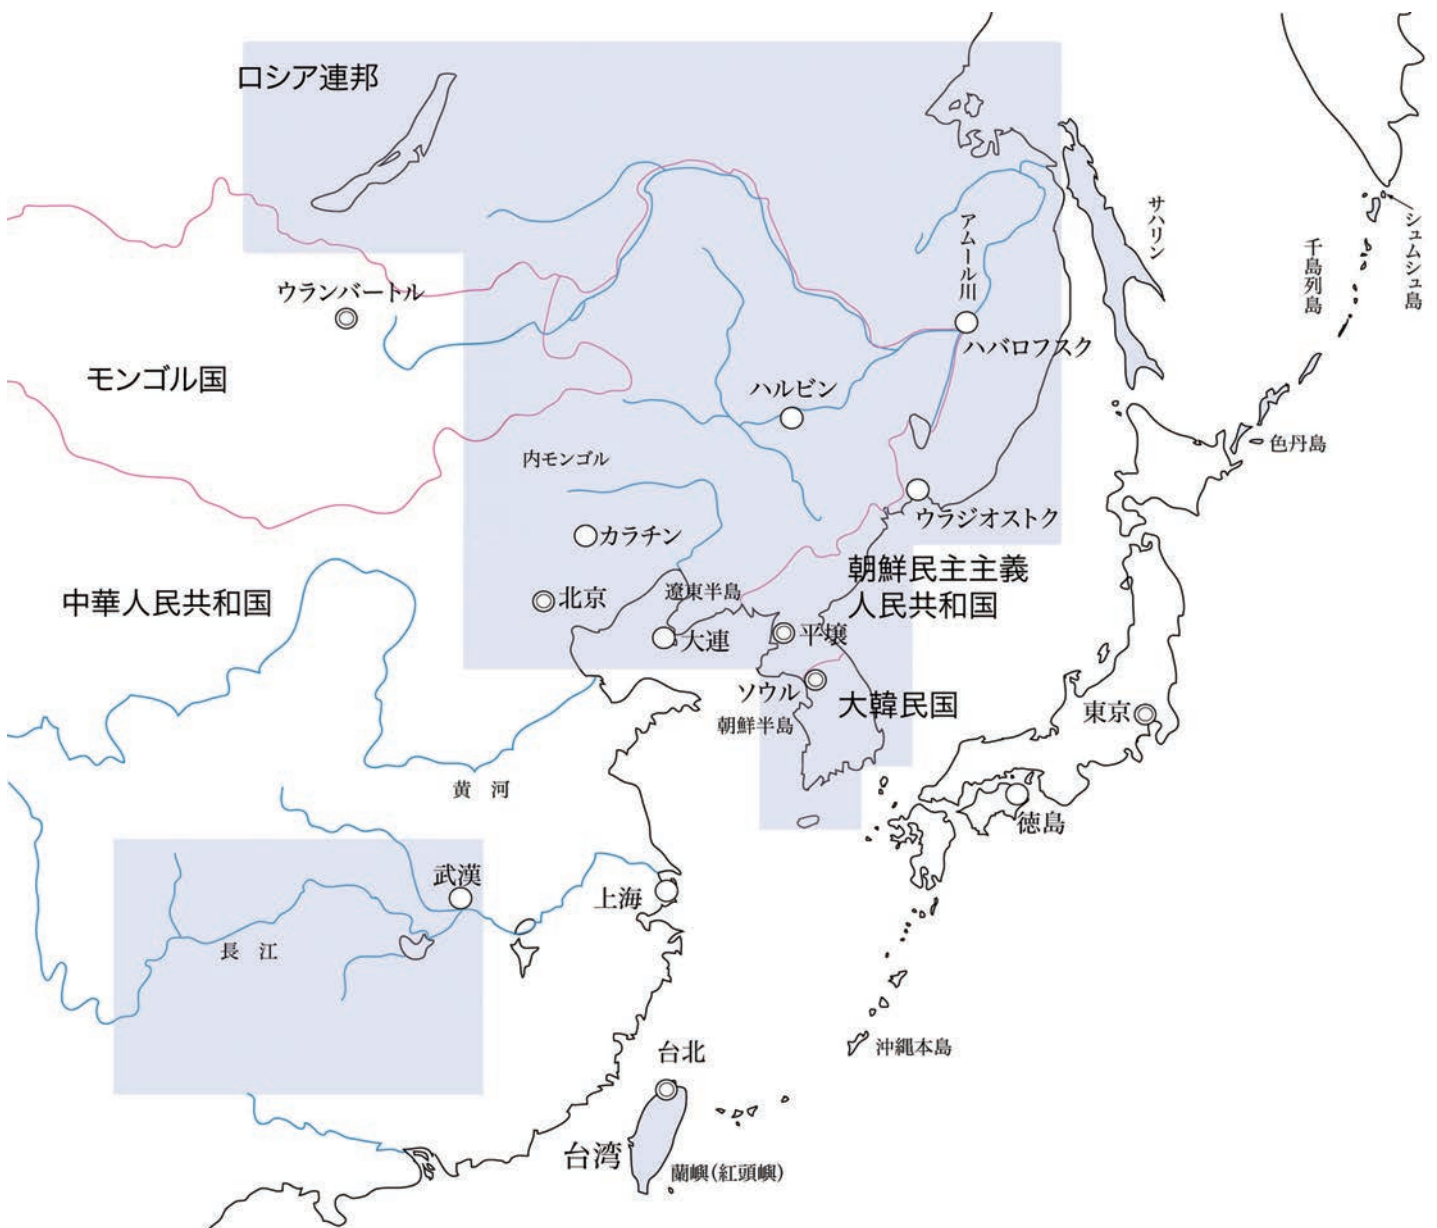 ロシア連邦
サハリン
シュムシュ島
千島列島
アムール川
ウランバートル
ハバロフスク
モンゴル国
ハルビン
色丹島
内モンゴル
ウラジオストク
カラチン
朝鮮民主主義
人民共和国
遼東半島
中華人民共和国
北京
大連
平壌
ソウル
大韓民国
朝鮮半島
東京
黄 河
徳島
武漢
上海
長 江
沖縄本島
台北
台湾
蘭嶼(紅頭嶼)